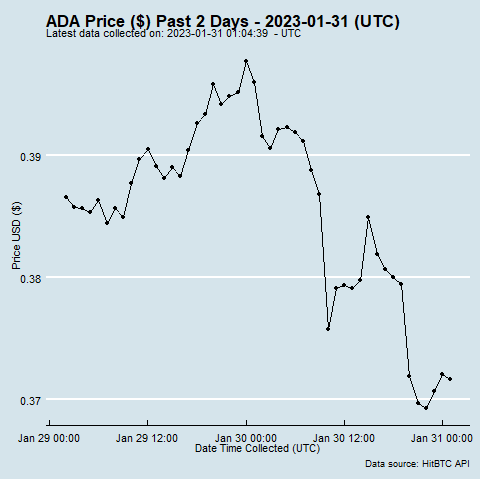 ADA Price ($) Past 2 Days - 2023-01-31 (UTC)
Latest data collected on: 2023-01-31 01:04:39 - UTC
0.39
0.38
0.37
Price USD ($)
Jan 29 00:00 Jan 29 12:00 Jan 30 00:00 Jan 30 12:00 Jan 31 00:00
Date Time Collected (UTC)
Data source: HitBTC API